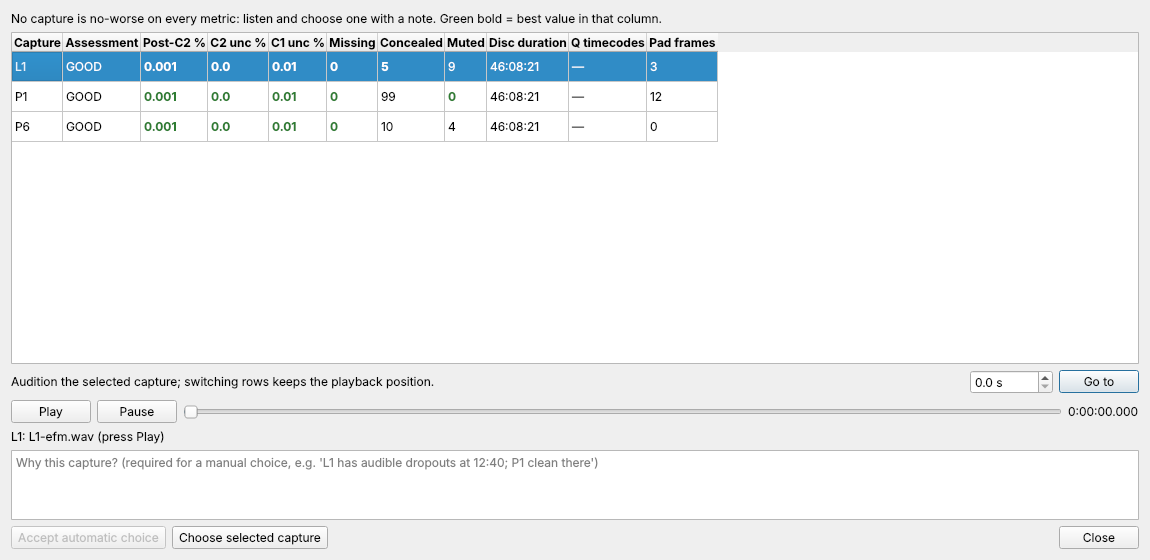 No capture is no-worse on every metric: listen and choose one with a note. Green bold = best value in that column.
Capture Assessment Post-C2 % C2 unc % C1 unc % Missing Concealed Muted Disc duration Q timecodes Pad frames
L1 GOOD 0.001 0.0 0.01 0 5 9 46:08:21 — 3
P1 GOOD 0.001 0.0 0.01 0 99 0 46:08:21 — 12
P6 GOOD 0.001 0.0 0.01 0 10 4 46:08:21 — 0
Audition the selected capture; switching rows keeps the playback position.
0.0 s Go to
Play Pause 0:00:00.000
L1: L1-efm.wav (press Play)
Why this capture? (required for a manual choice, e.g. 'L1 has audible dropouts at 12:40; P1 clean there')
Accept automatic choice Choose selected capture Close